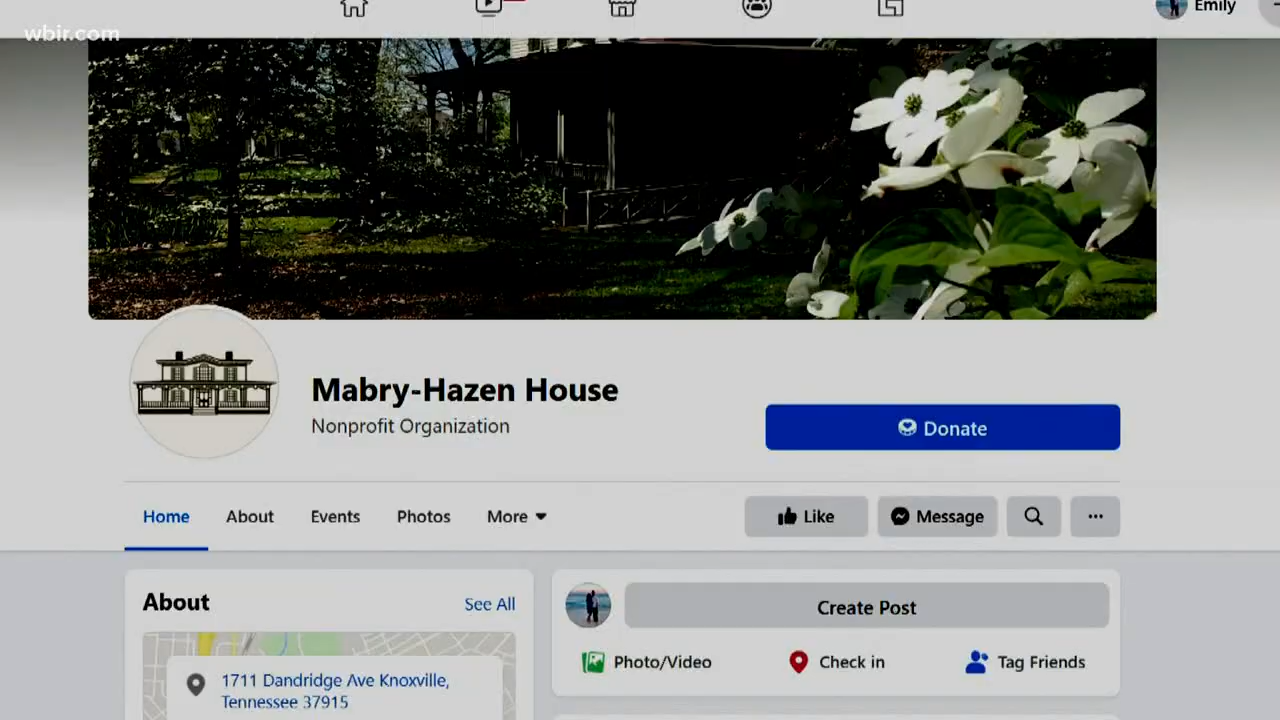 wbir.com
Emily
Mabry-Hazen House
Nonprofit Organization
Donate
Home
About
Events
Photos
More
Like
Message
About
See All
Create Post
Photo/Video
Check in
Tag Friends
1711 Dandridge Ave Knoxville,
Tennessee 37915